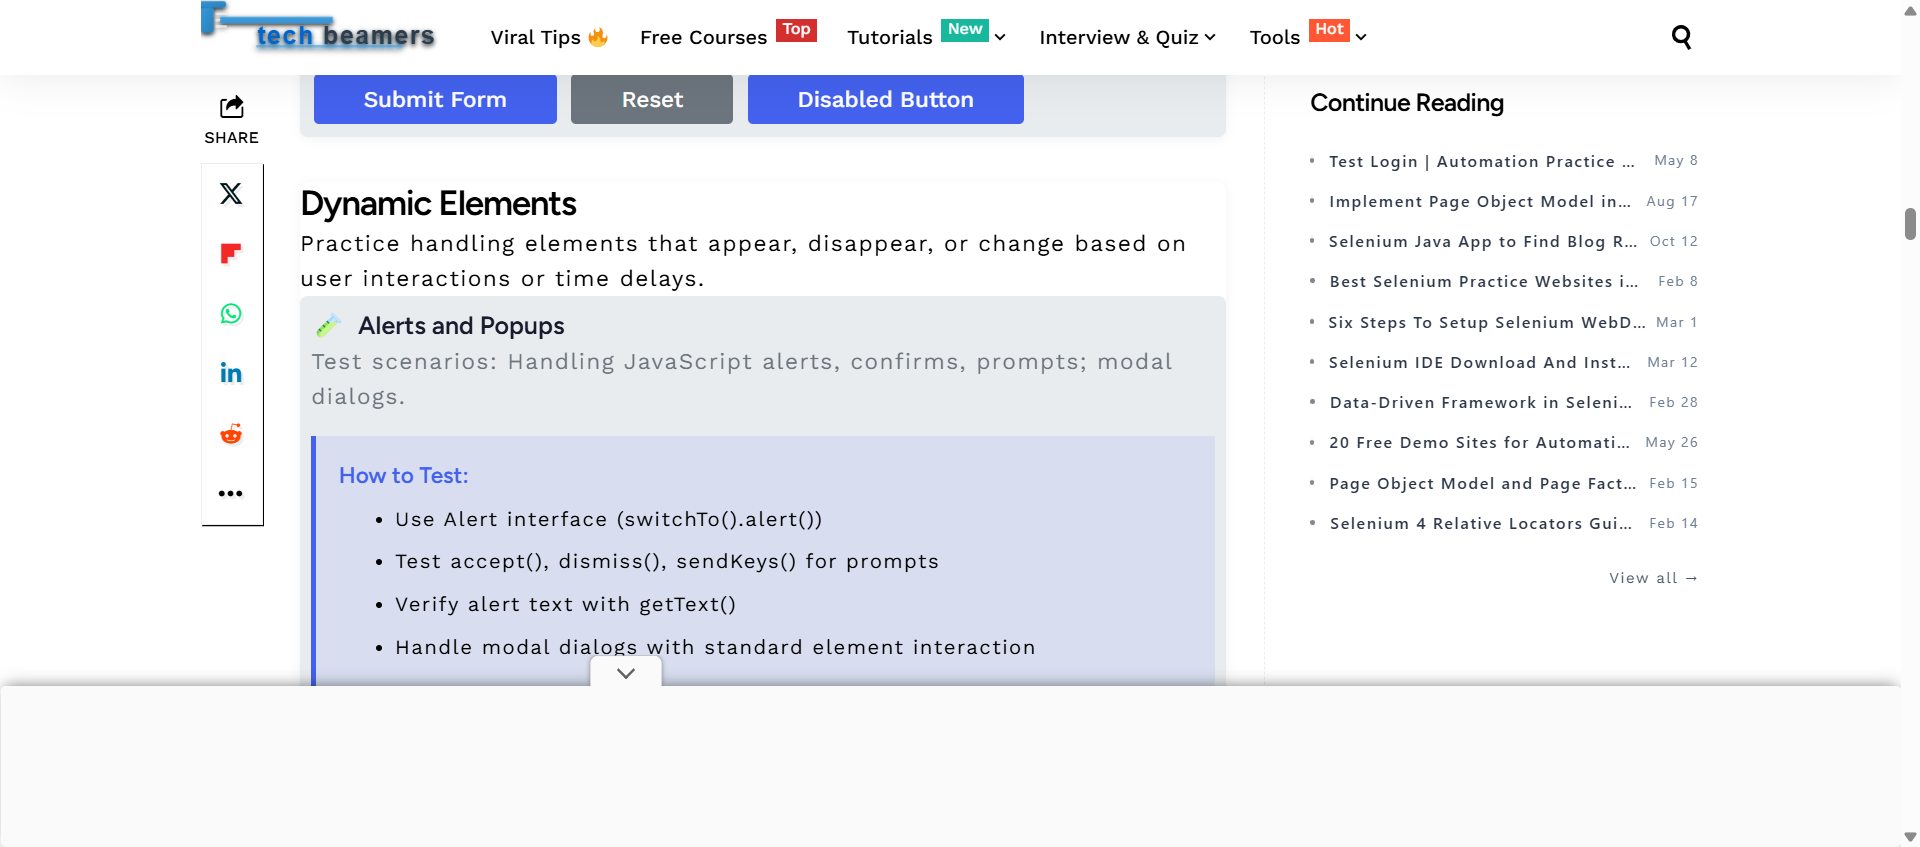 tech beamers
Viral Tips 🔥
Free Courses Top
Tutorials New
Interview & Quiz
Tools Hot
SHARE
Submit Form
Reset
Disabled Button
Dynamic Elements
Practice handling elements that appear, disappear, or change based on
user interactions or time delays.
Alerts and Popups
Test scenarios: Handling JavaScript alerts, confirms, prompts; modal
dialogs.
How to Test:
• Use Alert interface (switchTo().alert())
• Test accept(), dismiss(), sendKeys() for prompts
• Verify alert text with getText()
• Handle modal dialogs with standard element interaction
Continue Reading
• Test Login | Automation Practice ... May 8
• Implement Page Object Model in... Aug 17
• Selenium Java App to Find Blog R... Oct 12
• Best Selenium Practice Websites i... Feb 8
• Six Steps To Setup Selenium WebD... Mar 1
• Selenium IDE Download And Inst... Mar 12
• Data-Driven Framework in Seleni... Feb 28
• 20 Free Demo Sites for Automati... May 26
• Page Object Model and Page Fact... Feb 15
• Selenium 4 Relative Locators Gui... Feb 14
View all →